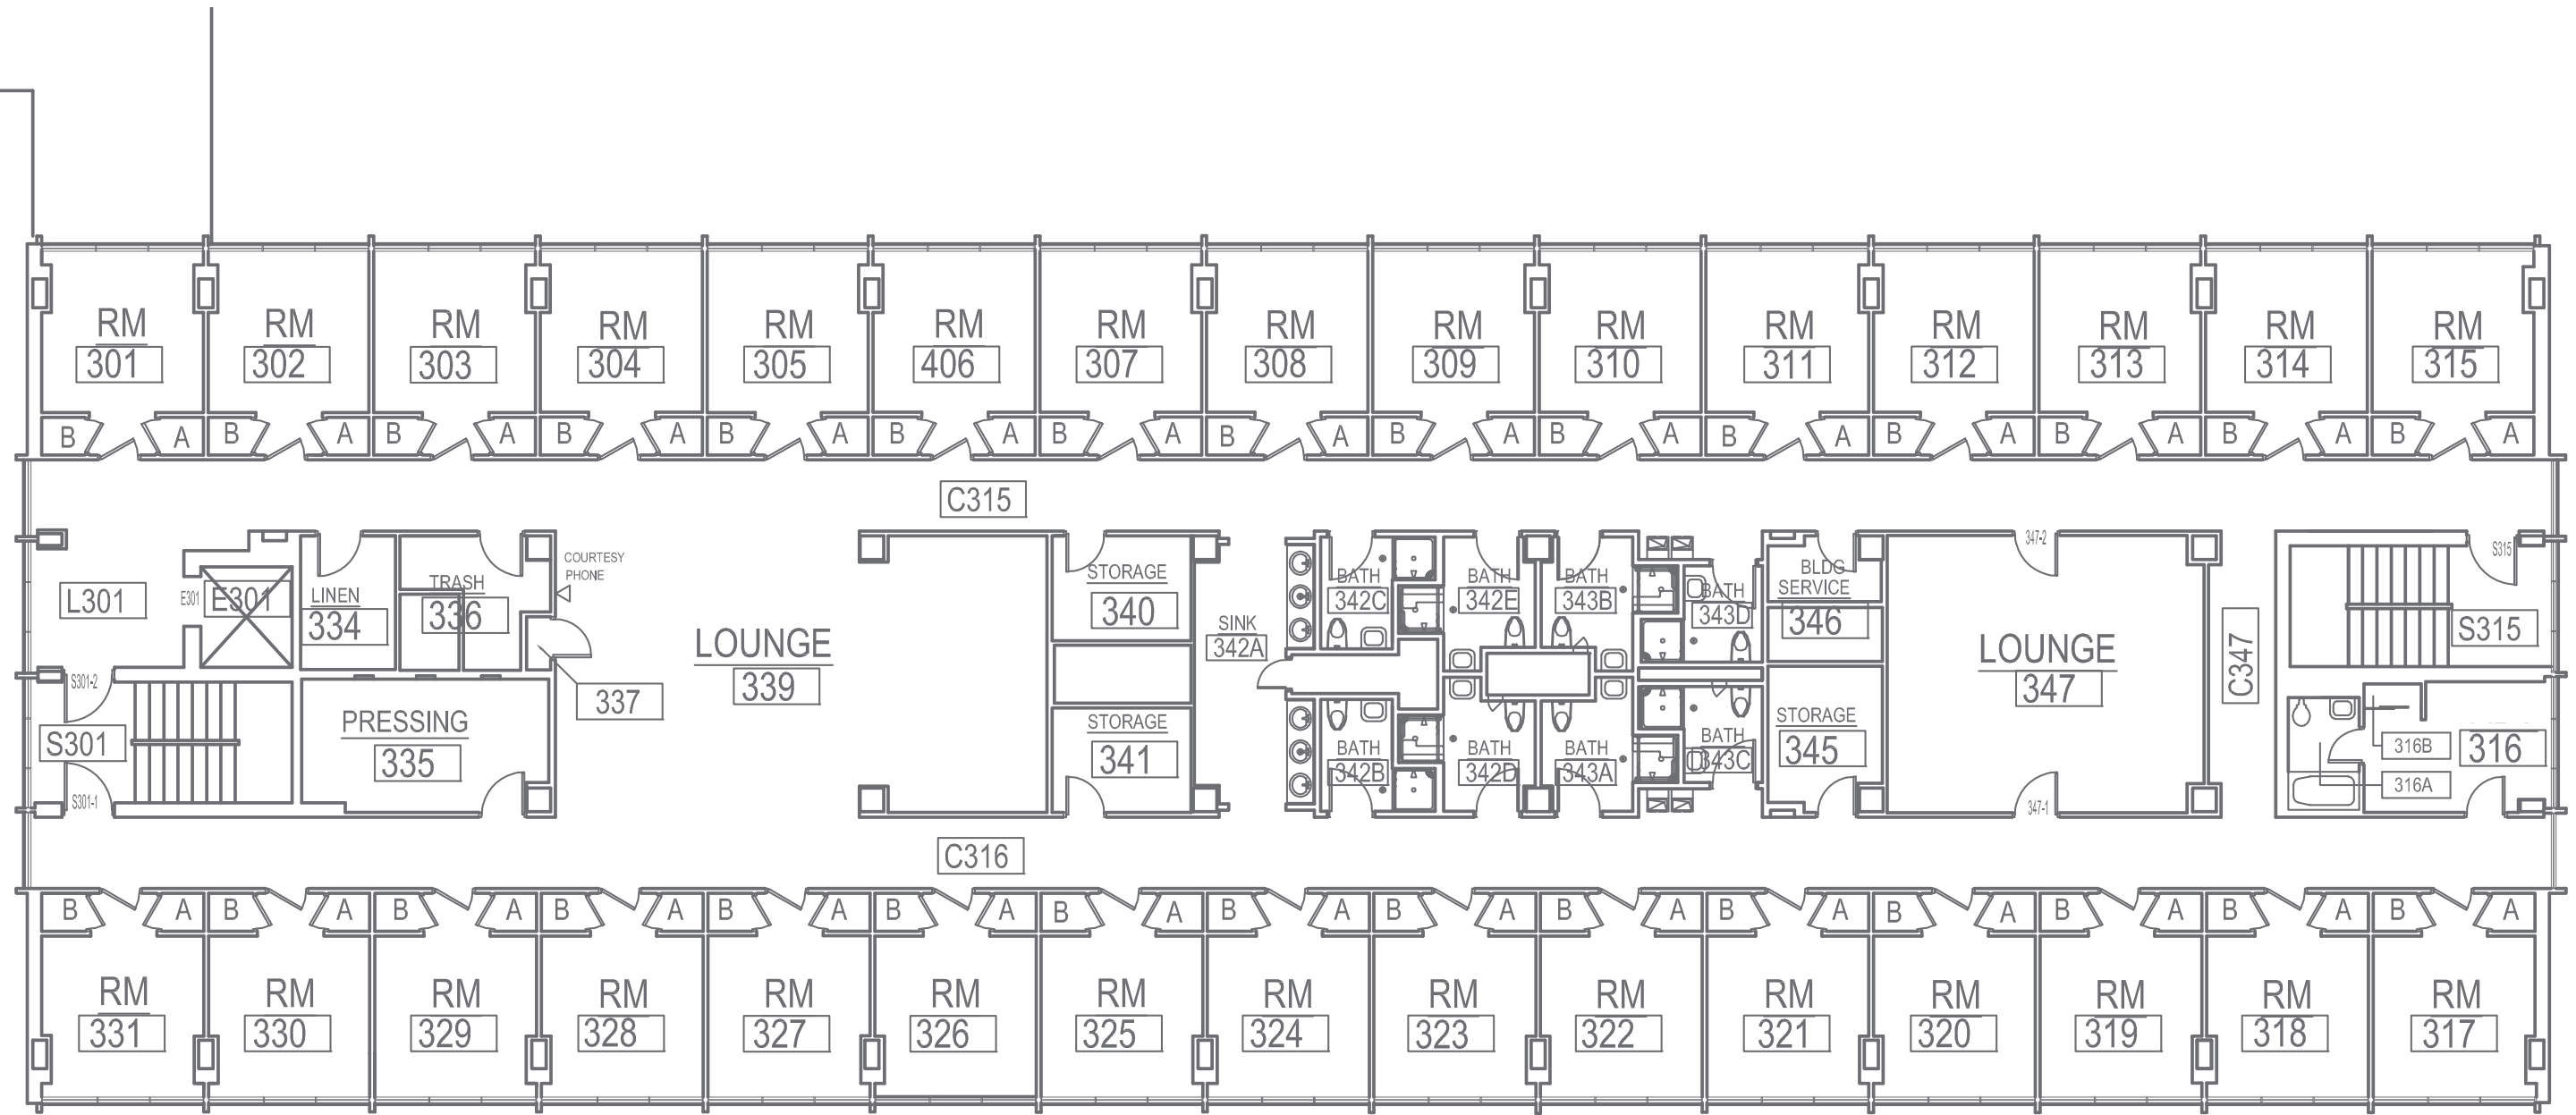 RM RM RM RM RM RM RM RM RM RM RM RM RM RM RM
301 302 303 304 305 406 307 308 309 310 311 312 313 314 315
B A B A B A B A B A B A B A B A B A B A B A B A B A B A B A
C315
COURTESY
PHONE
L301
E301
E301
LINEN
334
TRASH
336
337
S301-2
S301
S301-1
PRESSING
335
LOUNGE
339
STORAGE
340
STORAGE
341
SINK
342A
BATH
342C
BATH
342E
BATH
343B
BATH
343D
BATH
342B
BATH
342D
BATH
343A
BATH
343C
BLDG
SERVICE
346
STORAGE
345
347-2
LOUNGE
347
347-1
C347
S315
S315
316B
316
316A
C316
B A B A B A B A B A B A B A B A B A B A B A B A B A B A B A
RM RM RM RM RM RM RM RM RM RM RM RM RM RM RM
331 330 329 328 327 326 325 324 323 322 321 320 319 318 317